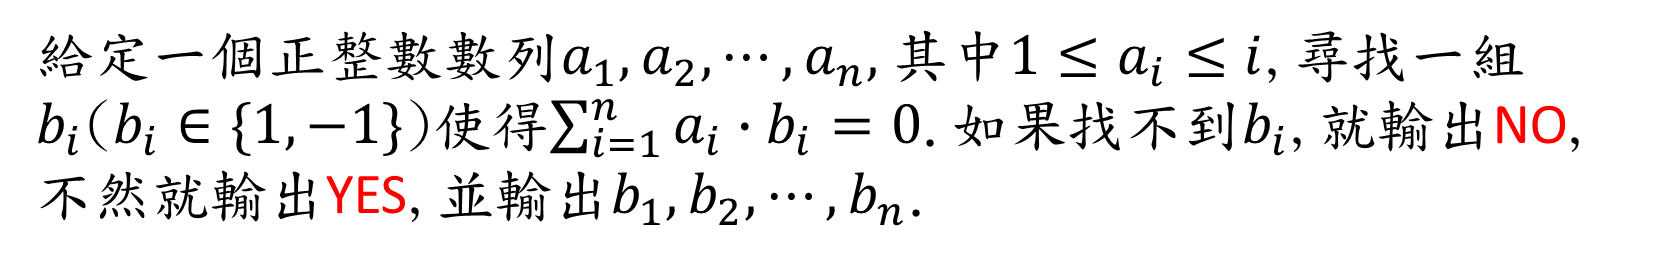 給定一個正整數數列a₁, a₂, ⋯ , aₙ, 其中1 ≤ aᵢ ≤ i, 尋找一組
bᵢ(bᵢ ∈ {1, −1})使得∑ⁿᵢ₌₁ aᵢ · bᵢ = 0. 如果找不到bᵢ, 就輸出NO,
不然就輸出YES, 並輸出b₁, b₂, ⋯ , bₙ.